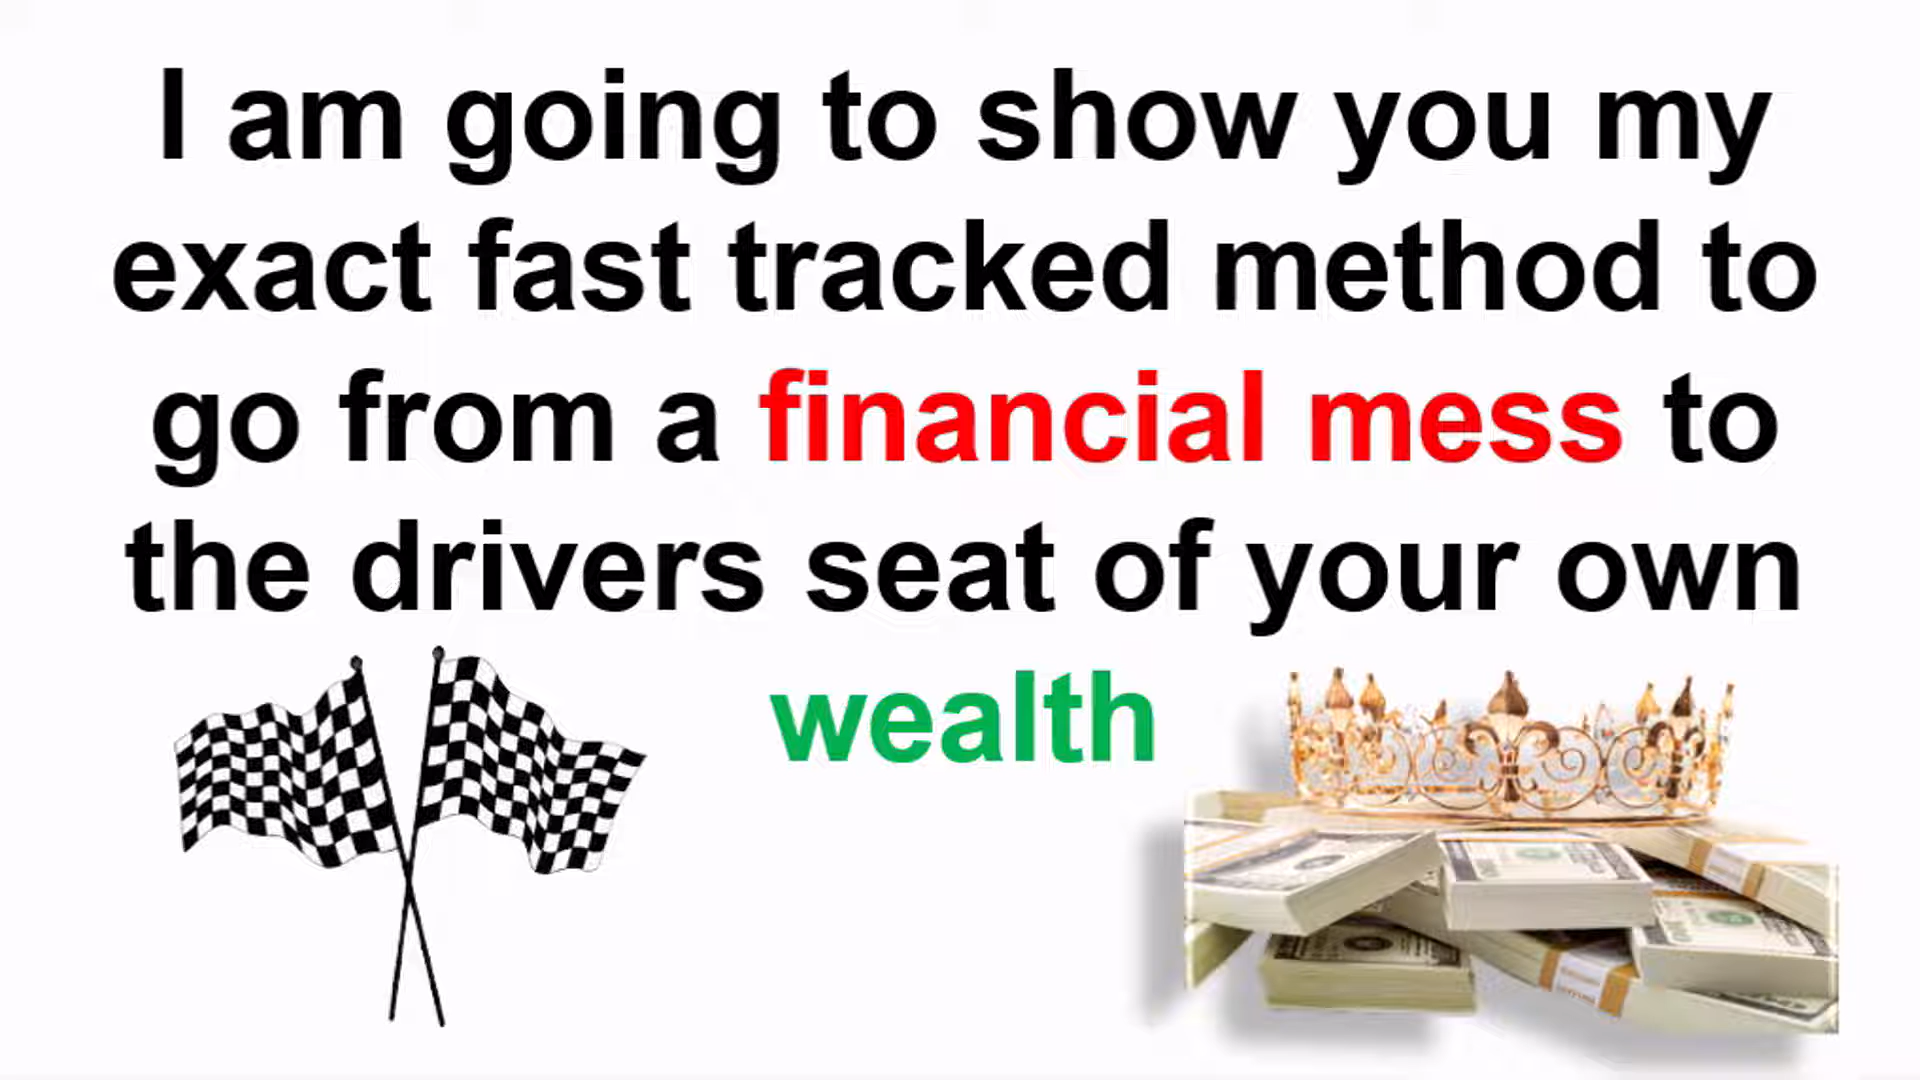 I am going to show you my
exact fast tracked method to
go from a financial mess to
the drivers seat of your own
wealth